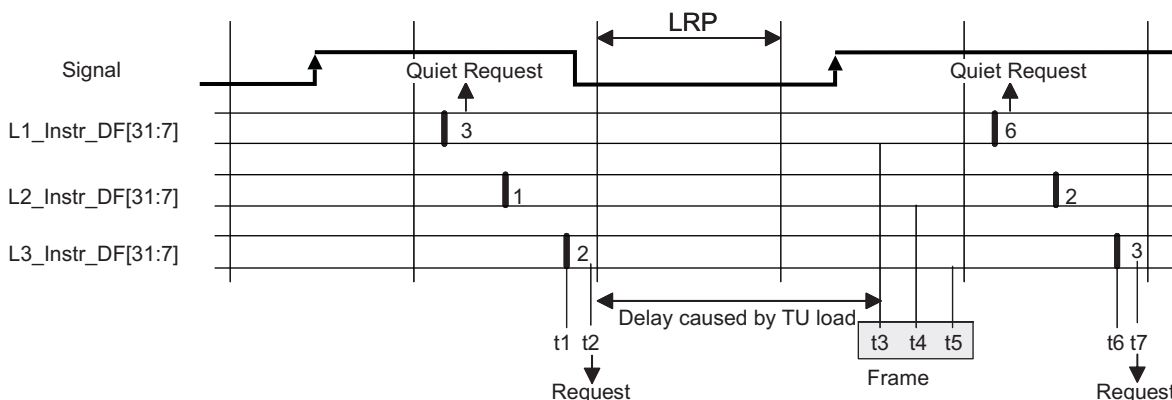 LRP
Signal
Quiet Request
Quiet Request
L1_Instr_DF[31:7]
3
6
L2_Instr_DF[31:7]
1
2
L3_Instr_DF[31:7]
2
3
Delay caused by TU load
t1
t2
t3
t4
t5
t6
t7
Request
Frame
Request